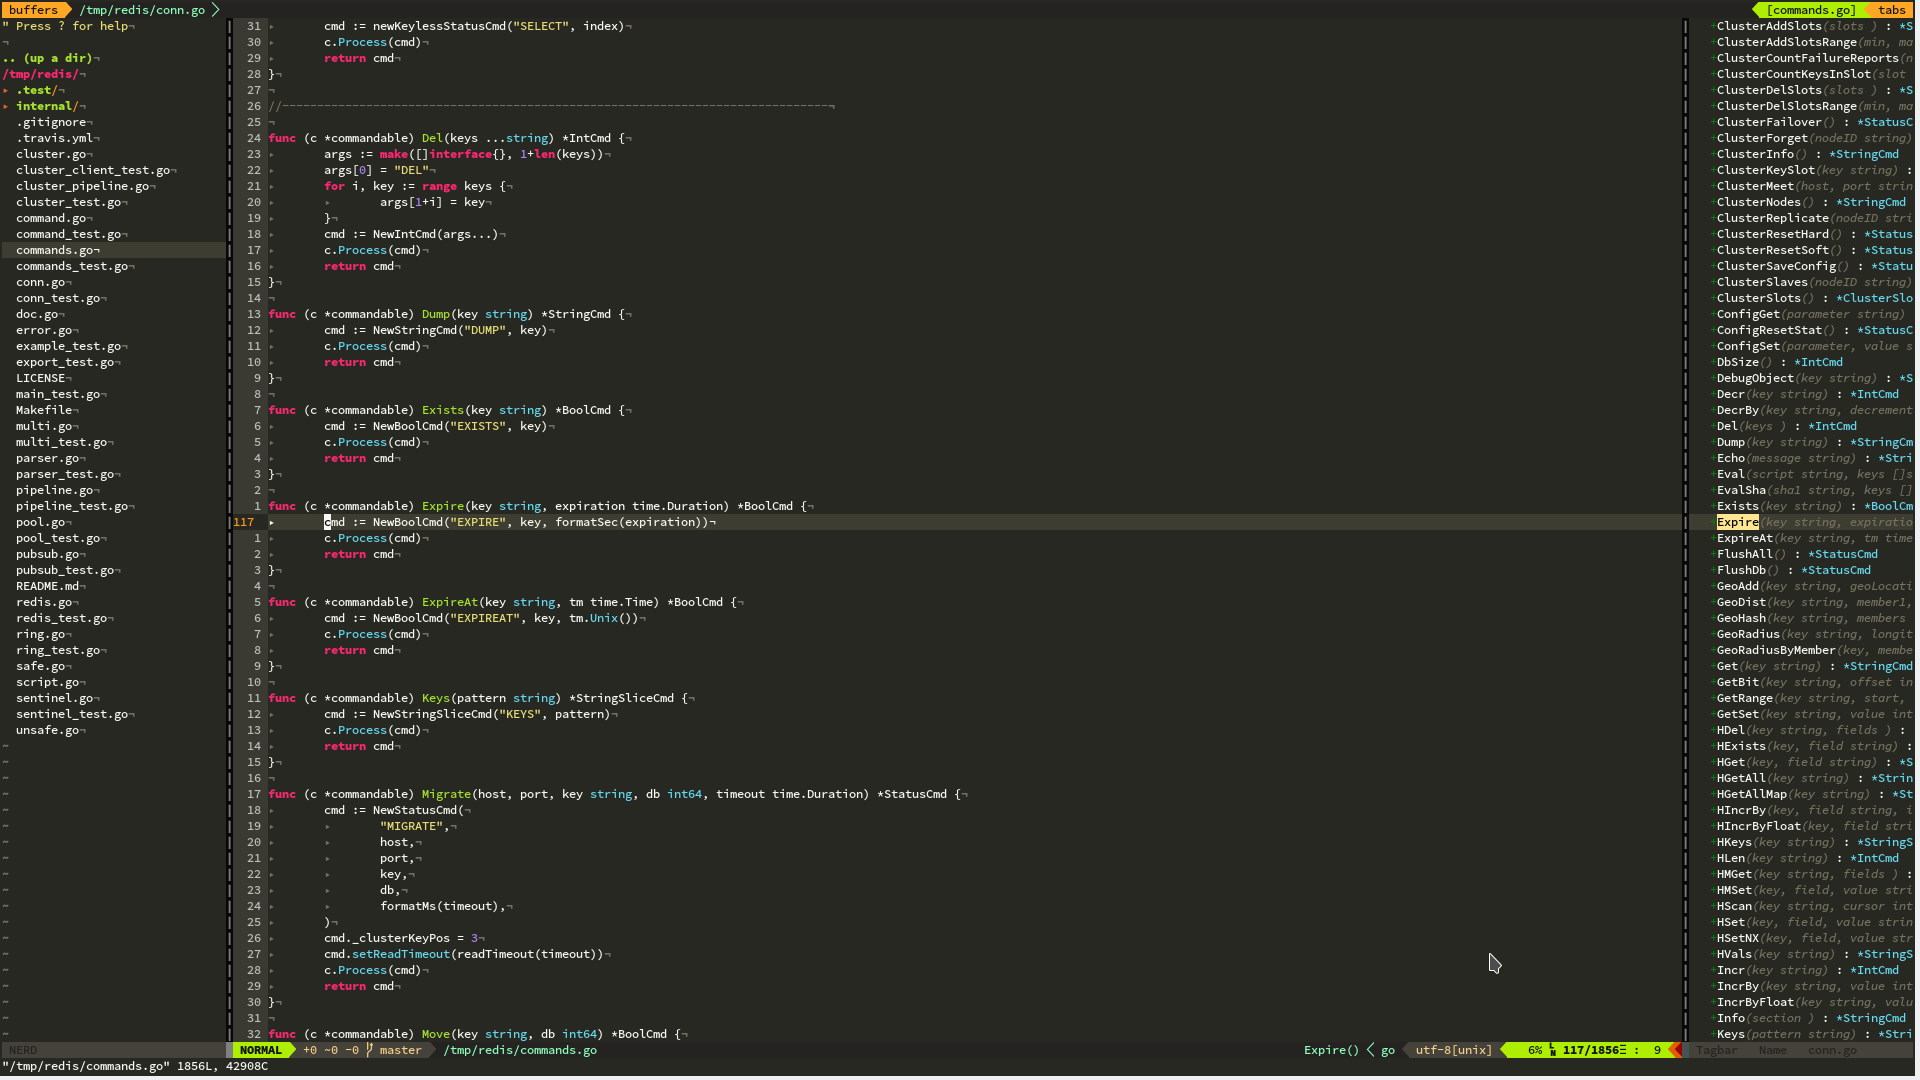 buffers /tmp/redis/conn.go [commands.go] tabs
" Press ? for help
.. (up a dir)
/tmp/redis/
.test/
internal/
.gitignore
.travis.yml
cluster.go
cluster_client_test.go
cluster_pipeline.go
cluster_test.go
command.go
command_test.go
commands.go
commands_test.go
conn.go
conn_test.go
doc.go
error.go
example_test.go
export_test.go
LICENSE
main_test.go
Makefile
multi.go
multi_test.go
parser.go
parser_test.go
pipeline.go
pipeline_test.go
pool.go
pool_test.go
pubsub.go
pubsub_test.go
README.md
redis.go
redis_test.go
ring.go
ring_test.go
safe.go
script.go
sentinel.go
sentinel_test.go
unsafe.go
31 cmd := newKeylessStatusCmd("SELECT", index)
30 c.Process(cmd)
29 return cmd
28 }
27
26 //------------------------------------------------------------------------------
25
24 func (c *commandable) Del(keys ...string) *IntCmd {
23 args := make([]interface{}, 1+len(keys))
22 args[0] = "DEL"
21 for i, key := range keys {
20 args[1+i] = key
19 }
18 cmd := NewIntCmd(args...)
17 c.Process(cmd)
16 return cmd
15 }
14
13 func (c *commandable) Dump(key string) *StringCmd {
12 cmd := NewStringCmd("DUMP", key)
11 c.Process(cmd)
10 return cmd
9 }
8
7 func (c *commandable) Exists(key string) *BoolCmd {
6 cmd := NewBoolCmd("EXISTS", key)
5 c.Process(cmd)
4 return cmd
3 }
2
1 func (c *commandable) Expire(key string, expiration time.Duration) *BoolCmd {
117 cmd := NewBoolCmd("EXPIRE", key, formatSec(expiration))
1 c.Process(cmd)
2 return cmd
3 }
4
5 func (c *commandable) ExpireAt(key string, tm time.Time) *BoolCmd {
6 cmd := NewBoolCmd("EXPIREAT", key, tm.Unix())
7 c.Process(cmd)
8 return cmd
9 }
10
11 func (c *commandable) Keys(pattern string) *StringSliceCmd {
12 cmd := NewStringSliceCmd("KEYS", pattern)
13 c.Process(cmd)
14 return cmd
15 }
16
17 func (c *commandable) Migrate(host, port, key string, db int64, timeout time.Duration) *StatusCmd {
18 cmd := NewStatusCmd(
19 "MIGRATE",
20 host,
21 port,
22 key,
23 db,
24 formatMs(timeout),
25 )
26 cmd._clusterKeyPos = 3
27 cmd.setReadTimeout(readTimeout(timeout))
28 c.Process(cmd)
29 return cmd
30 }
31
32 func (c *commandable) Move(key string, db int64) *BoolCmd {
+ClusterAddSlots(slots ) : *S
+ClusterAddSlotsRange(min, ma
+ClusterCountFailureReports(n
+ClusterCountKeysInSlot(slot
+ClusterDelSlots(slots ) : *S
+ClusterDelSlotsRange(min, ma
+ClusterFailover() : *StatusC
+ClusterForget(nodeID string)
+ClusterInfo() : *StringCmd
+ClusterKeySlot(key string) :
+ClusterMeet(host, port strin
+ClusterNodes() : *StringCmd
+ClusterReplicate(nodeID stri
+ClusterResetHard() : *Status
+ClusterResetSoft() : *Status
+ClusterSaveConfig() : *Statu
+ClusterSlaves(nodeID string)
+ClusterSlots() : *ClusterSlo
+ConfigGet(parameter string)
+ConfigResetStat() : *StatusC
+ConfigSet(parameter, value s
+DbSize() : *IntCmd
+DebugObject(key string) : *S
+Decr(key string) : *IntCmd
+DecrBy(key string, decrement
+Del(keys ) : *IntCmd
+Dump(key string) : *StringCm
+Echo(message string) : *Stri
+Eval(script string, keys []s
+EvalSha(sha1 string, keys []
+Exists(key string) : *BoolCm
+Expire(key string, expiratio
+ExpireAt(key string, tm time
+FlushAll() : *StatusCmd
+FlushDb() : *StatusCmd
+GeoAdd(key string, geoLocati
+GeoDist(key string, member1,
+GeoHash(key string, members
+GeoRadius(key string, longit
+GeoRadiusByMember(key, membe
+Get(key string) : *StringCmd
+GetBit(key string, offset in
+GetRange(key string, start,
+GetSet(key string, value int
+HDel(key string, fields ) :
+HExists(key, field string) :
+HGet(key, field string) : *S
+HGetAll(key string) : *Strin
+HGetAllMap(key string) : *St
+HIncrBy(key, field string, i
+HIncrByFloat(key, field stri
+HKeys(key string) : *StringS
+HLen(key string) : *IntCmd
+HMGet(key string, fields ) :
+HMSet(key, field, value stri
+HScan(key string, cursor int
+HSet(key, field, value strin
+HSetNX(key, field, value str
+HVals(key string) : *StringS
+Incr(key string) : *IntCmd
+IncrBy(key string, value int
+IncrByFloat(key string, valu
+Info(section ) : *StringCmd
+Keys(pattern string) : *Stri
NERD NORMAL +0 ~0 -0 master /tmp/redis/commands.go Expire() go utf-8[unix] 6% 117/1856 : 9 Tagbar Name conn.go
"/tmp/redis/commands.go" 1856L, 42908C